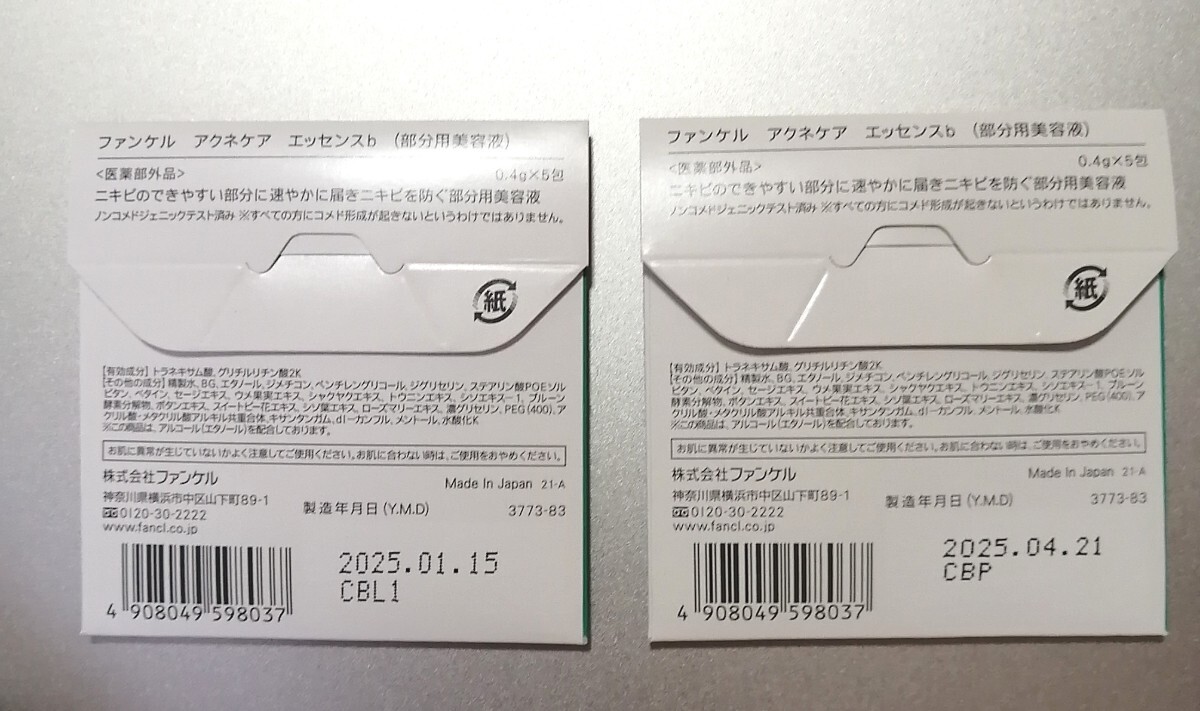 ファンケル アクネケア エッセンスb (部分用美容液)
<医薬部外品> 0.4g×5包
ニキビのできやすい部分に速やかに届きニキビを防ぐ部分用美容液
ノンコメドジェニックテスト済み ※すべての方にコメド形成が起きないというわけではありません。
紙
【有効成分】トラネキサム酸、グリチルリチン酸2K
【その他の成分】精製水、BG、エタノール、ジメチコン、ペンチレングリコール、ジグリセリン、ステアリン酸POEソル
ビタン、ベタイン、セージエキス、ウメ果実エキス、シャクヤクエキス、トウニンエキス、シソエキス-1、プルーン
酵素分解物、ボタンエキス、スイートピー花エキス、シソ葉エキス、ローズマリーエキス、濃グリセリン、PEG(400)、ア
クリル酸・メタクリル酸アルキル共重合体、キサンタンガム、dl-カンフル、メントール、水酸化K
※この商品は、アルコール(エタノール)を配合しております。
お肌に異常が生じていないかよく注意してご使用ください。お肌に合わない時は、ご使用をおやめください。
株式会社ファンケル Made In Japan 21-A
神奈川県横浜市中区山下町89-1
0120-30-2222 製造年月日(Y.M.D) 3773-83
www.fancl.co.jp
2025.01.15
CBL1
4 908049 598037
ファンケル アクネケア エッセンスb (部分用美容液)
<医薬部外品> 0.4g×5包
ニキビのできやすい部分に速やかに届きニキビを防ぐ部分用美容液
ノンコメドジェニックテスト済み ※すべての方にコメド形成が起きないというわけではありません。
紙
【有効成分】トラネキサム酸、グリチルリチン酸2K
【その他の成分】精製水、BG、エタノール、ジメチコン、ペンチレングリコール、ジグリセリン、ステアリン酸POEソル
ビタン、ベタイン、セージエキス、ウメ果実エキス、シャクヤクエキス、トウニンエキス、シソエキス-1、プルーン
酵素分解物、ボタンエキス、スイートピー花エキス、シソ葉エキス、ローズマリーエキス、濃グリセリン、PEG(400)、ア
クリル酸・メタクリル酸アルキル共重合体、キサンタンガム、dl-カンフル、メントール、水酸化K
※この商品は、アルコール(エタノール)を配合しております。
お肌に異常が生じていないかよく注意してご使用ください。お肌に合わない時は、ご使用をおやめください。
株式会社ファンケル Made In Japan 21-A
神奈川県横浜市中区山下町89-1
0120-30-2222 製造年月日(Y.M.D) 3773-83
www.fancl.co.jp
2025.04.21
CBP
4 908049 598037